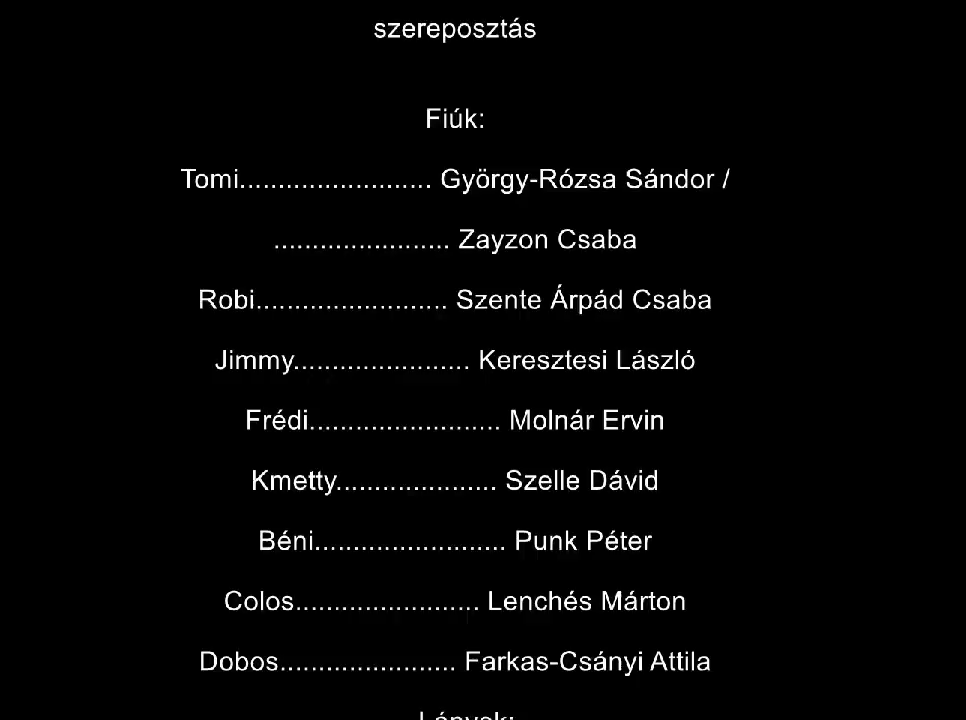 szereposztás
Fiúk:
Tomi......................... György-Rózsa Sándor /
....................... Zayzon Csaba
Robi......................... Szente Árpád Csaba
Jimmy....................... Keresztesi László
Frédi......................... Molnár Ervin
Kmetty..................... Szelle Dávid
Béni......................... Punk Péter
Colos........................ Lenchés Márton
Dobos....................... Farkas-Csányi Attila
Lányok: